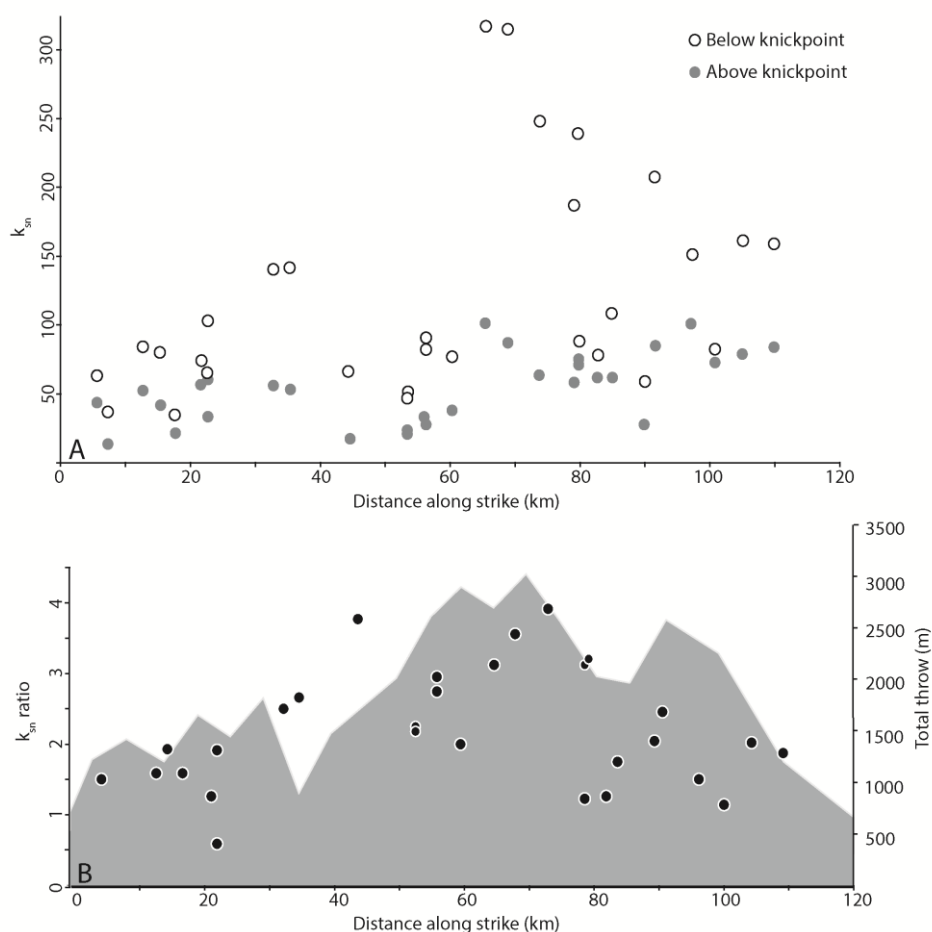 300
250
200
150
100
50
k_sn
Below knickpoint
Above knickpoint
A
0 20 40 60 80 100 120
Distance along strike (km)
4
3
2
1
0
k_sn ratio
3500
3000
2500
2000
1500
1000
500
Total throw (m)
B
0 20 40 60 80 100 120
Distance along strike (km)